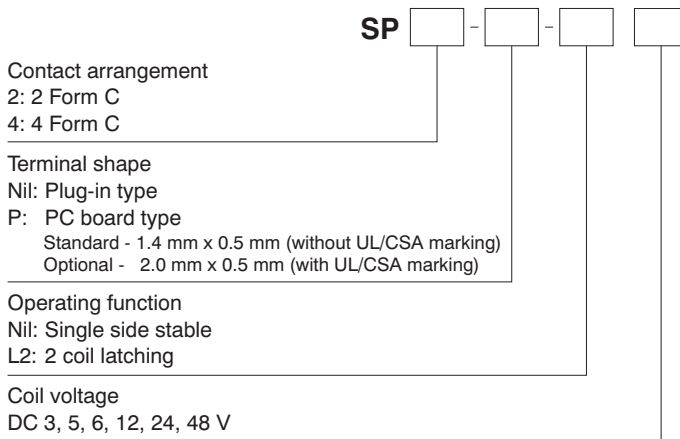 SP - -
Contact arrangement
2: 2 Form C
4: 4 Form C
Terminal shape
Nil: Plug-in type
P: PC board type
Standard - 1.4 mm x 0.5 mm (without UL/CSA marking)
Optional - 2.0 mm x 0.5 mm (with UL/CSA marking)
Operating function
Nil: Single side stable
L2: 2 coil latching
Coil voltage
DC 3, 5, 6, 12, 24, 48 V